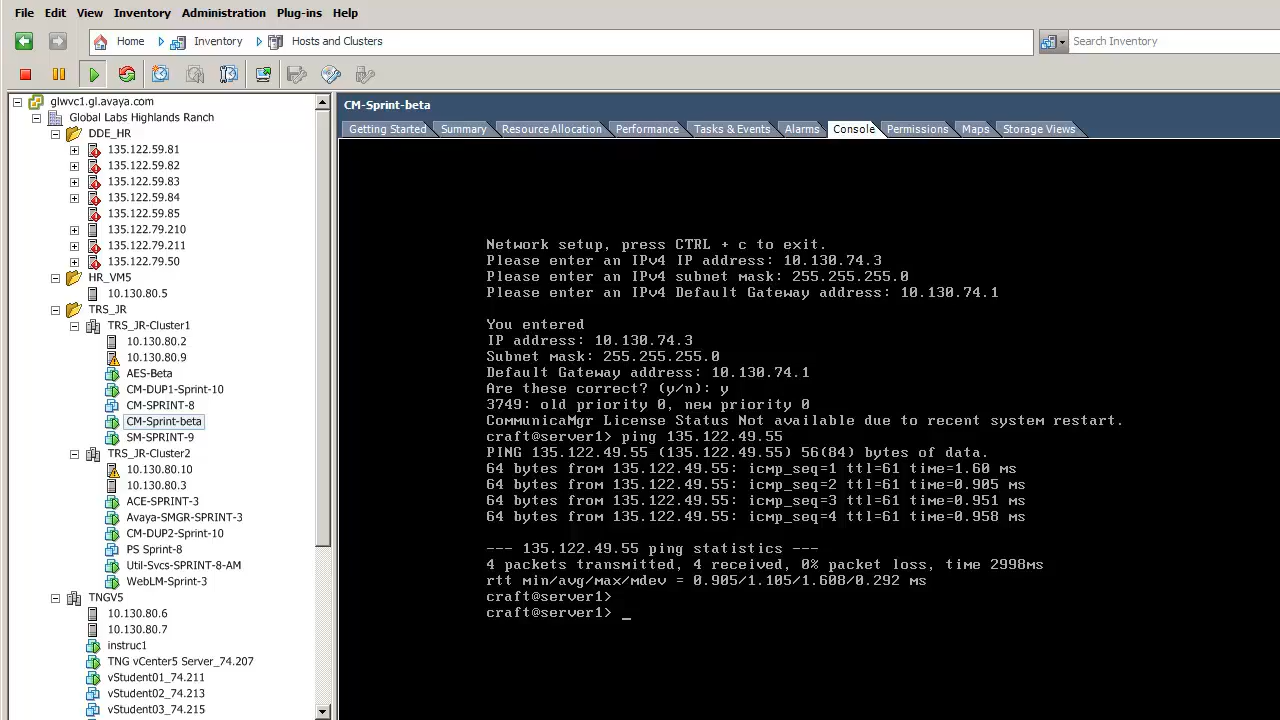 File Edit View Inventory Administration Plug-ins Help
Home Inventory Hosts and Clusters
Search Inventory
glwvc1.gl.avaya.com
Global Labs Highlands Ranch
DDE_HR
135.122.59.81
135.122.59.82
135.122.59.83
135.122.59.84
135.122.59.85
135.122.79.210
135.122.79.211
135.122.79.50
HR_VM5
10.130.80.5
TRS_JR
TRS_JR-Cluster1
10.130.80.2
10.130.80.9
AES-Beta
CM-DUP1-Sprint-10
CM-SPRINT-8
CM-Sprint-beta
SM-SPRINT-9
TRS_JR-Cluster2
10.130.80.10
10.130.80.3
ACE-SPRINT-3
Avaya-SMGR-SPRINT-3
CM-DUP2-Sprint-10
PS Sprint-8
Util-Svcs-SPRINT-8-AM
WebLM-Sprint-3
TNGV5
10.130.80.6
10.130.80.7
instruc1
TNG vCenter5 Server_74.207
vStudent01_74.211
vStudent02_74.213
vStudent03_74.215
CM-Sprint-beta
Getting Started Summary Resource Allocation Performance Tasks & Events Alarms Console Permissions Maps Storage Views
Network setup, press CTRL + c to exit.
Please enter an IPv4 IP address: 10.130.74.3
Please enter an IPv4 subnet mask: 255.255.255.0
Please enter an IPv4 Default Gateway address: 10.130.74.1
You entered
IP address: 10.130.74.3
Subnet mask: 255.255.255.0
Default Gateway address: 10.130.74.1
Are these correct? (y/n): y
3749: old priority 0, new priority 0
CommunicaMgr License Status Not available due to recent system restart.
craft@server1> ping 135.122.49.55
PING 135.122.49.55 (135.122.49.55) 56(84) bytes of data.
64 bytes from 135.122.49.55: icmp_seq=1 ttl=61 time=1.60 ms
64 bytes from 135.122.49.55: icmp_seq=2 ttl=61 time=0.905 ms
64 bytes from 135.122.49.55: icmp_seq=3 ttl=61 time=0.951 ms
64 bytes from 135.122.49.55: icmp_seq=4 ttl=61 time=0.958 ms
--- 135.122.49.55 ping statistics ---
4 packets transmitted, 4 received, 0% packet loss, time 2998ms
rtt min/avg/max/mdev = 0.905/1.105/1.608/0.292 ms
craft@server1>
craft@server1> _